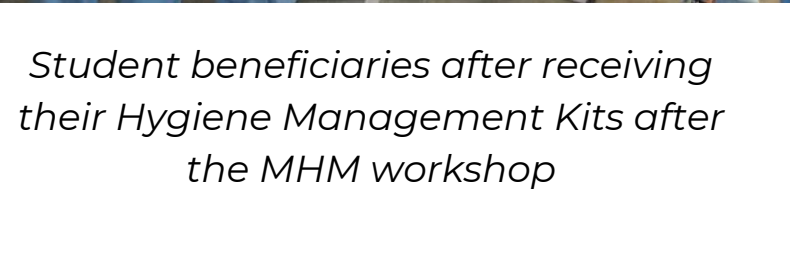 Student beneficiaries after receiving
their Hygiene Management Kits after
the MHM workshop